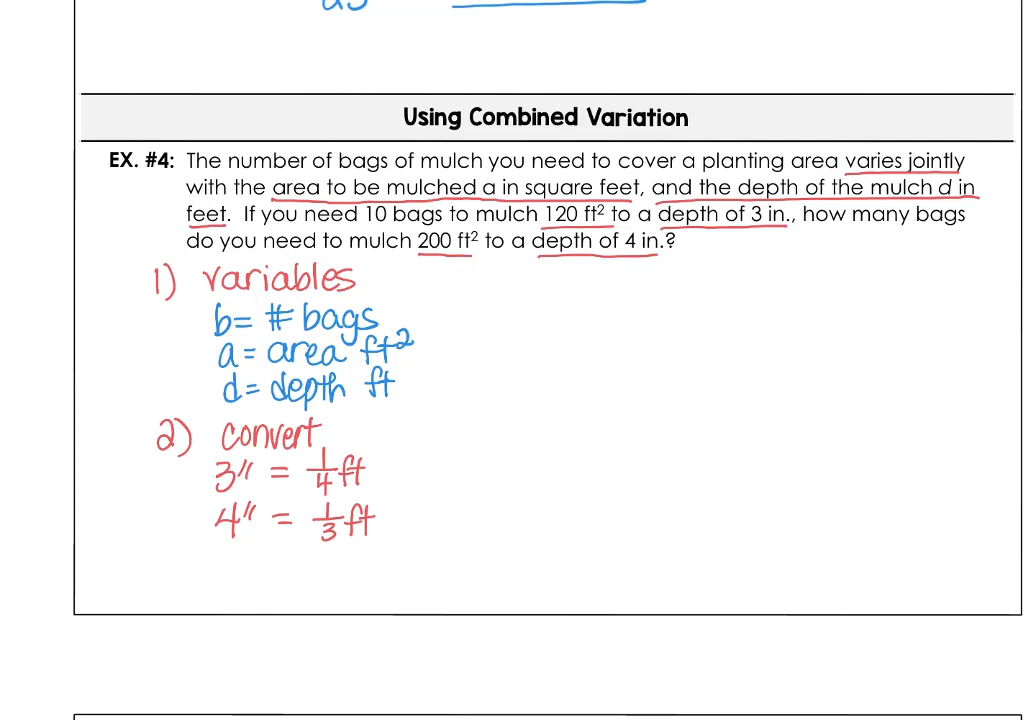 Using Combined Variation
EX. #4: The number of bags of mulch you need to cover a planting area varies jointly
with the area to be mulched a in square feet, and the depth of the mulch d in
feet. If you need 10 bags to mulch 120 ft² to a depth of 3 in., how many bags
do you need to mulch 200 ft² to a depth of 4 in.?
1) variables
b= # bags
a= area ft²
d= depth ft
2) convert
3" = 1/4 ft
4" = 1/3 ft